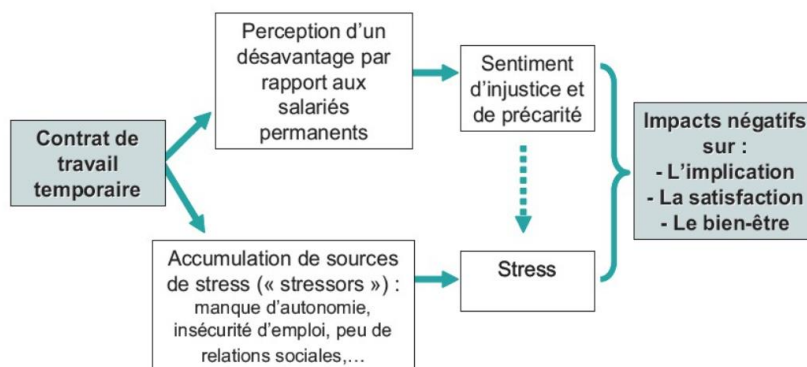 Contrat de
travail
temporaire
Perception d'un
désavantage par
rapport aux
salariés
permanents
Sentiment
d'injustice et
de précarité
Accumulation de sources
de stress (« stressors ») :
manque d'autonomie,
insécurité d'emploi, peu de
relations sociales,…
Stress
Impacts négatifs
sur :
- L'implication
- La satisfaction
- Le bien-être